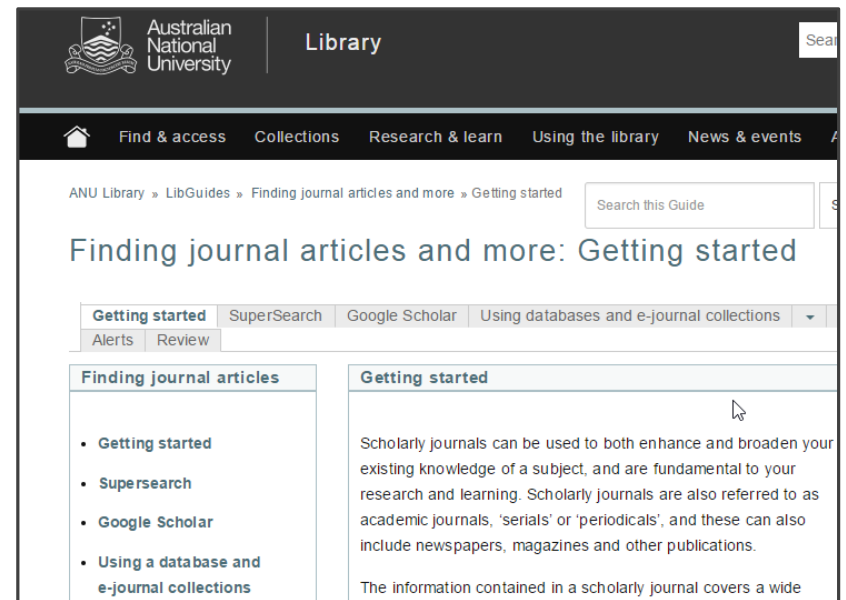 Australian
National
University
Library
Sear
Find & access Collections Research & learn Using the library News & events A
ANU Library » LibGuides » Finding journal articles and more » Getting started
Search this Guide
S
Finding journal articles and more: Getting started
Getting started SuperSearch Google Scholar Using databases and e-journal collections
Alerts Review
Finding journal articles
• Getting started
• Supersearch
• Google Scholar
• Using a database and
e-journal collections
Getting started
Scholarly journals can be used to both enhance and broaden your
existing knowledge of a subject, and are fundamental to your
research and learning. Scholarly journals are also referred to as
academic journals, ‘serials’ or ‘periodicals’, and these can also
include newspapers, magazines and other publications.
The information contained in a scholarly journal covers a wide